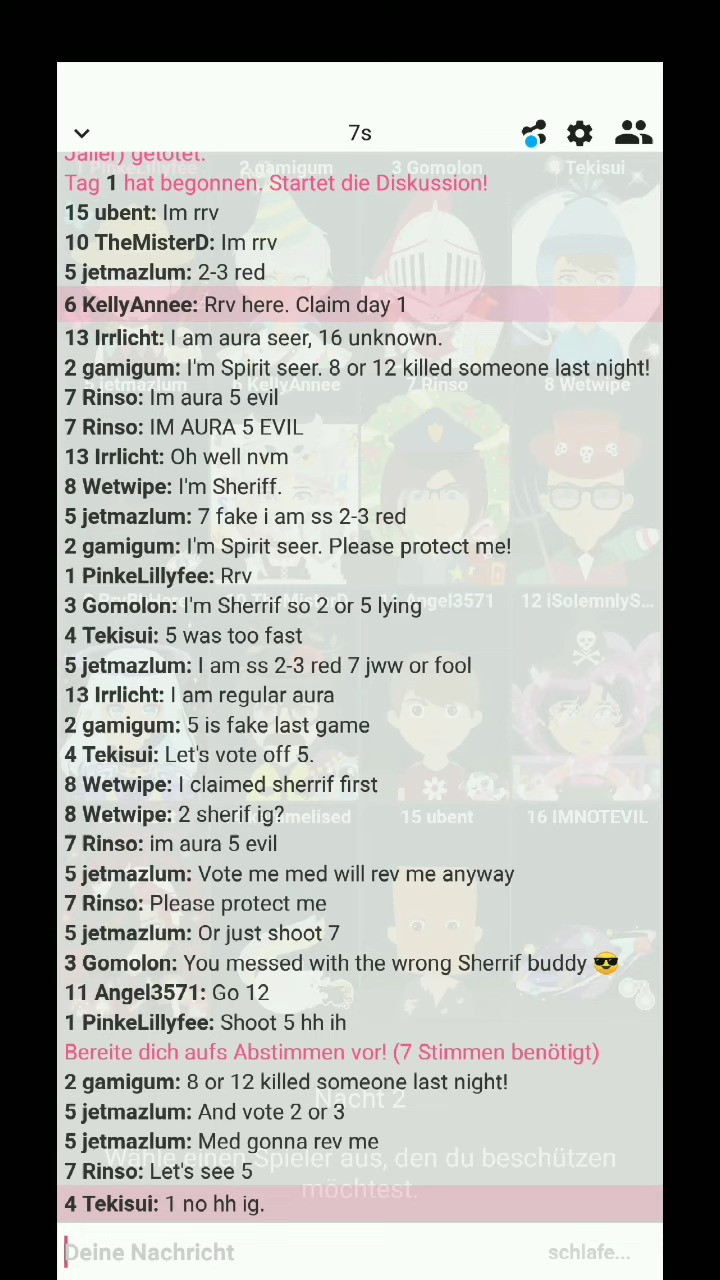 7s
Jailer) getötet.
1 PinkeLillyfee 2 gamigum 3 Gomolon 4 Tekisui
Tag 1 hat begonnen. Startet die Diskussion!
15 ubent: Im rrv
10 TheMisterD: Im rrv
5 jetmazlum: 2-3 red
6 KellyAnnee: Rrv here. Claim day 1
13 Irrlicht: I am aura seer, 16 unknown.
2 gamigum: I'm Spirit seer. 8 or 12 killed someone last night!
5 jetmazlum 6 KellyAnnee 7 Rinso 8 Wetwipe
7 Rinso: Im aura 5 evil
7 Rinso: IM AURA 5 EVIL
13 Irrlicht: Oh well nvm
8 Wetwipe: I'm Sheriff.
5 jetmazlum: 7 fake i am ss 2-3 red
2 gamigum: I'm Spirit seer. Please protect me!
1 PinkeLillyfee: Rrv
10 TheMisterD 11 Angel3571 12 iSolemnlyS...
3 Gomolon: I'm Sherrif so 2 or 5 lying
4 Tekisui: 5 was too fast
5 jetmazlum: I am ss 2-3 red 7 jww or fool
13 Irrlicht: I am regular aura
2 gamigum: 5 is fake last game
4 Tekisui: Let's vote off 5.
8 Wetwipe: I claimed sherrif first
8 Wetwipe: 2 sherif ig?
15 ubent 16 IMNOTEVIL
7 Rinso: im aura 5 evil
5 jetmazlum: Vote me med will rev me anyway
7 Rinso: Please protect me
5 jetmazlum: Or just shoot 7
3 Gomolon: You messed with the wrong Sherrif buddy 😎
11 Angel3571: Go 12
1 PinkeLillyfee: Shoot 5 hh ih
Bereite dich aufs Abstimmen vor! (7 Stimmen benötigt)
2 gamigum: 8 or 12 killed someone last night!
Nacht 2
5 jetmazlum: And vote 2 or 3
5 jetmazlum: Med gonna rev me
Wähle einen Spieler aus, den du beschützen
7 Rinso: Let's see 5
möchtest.
4 Tekisui: 1 no hh ig.
Deine Nachricht schlafe...